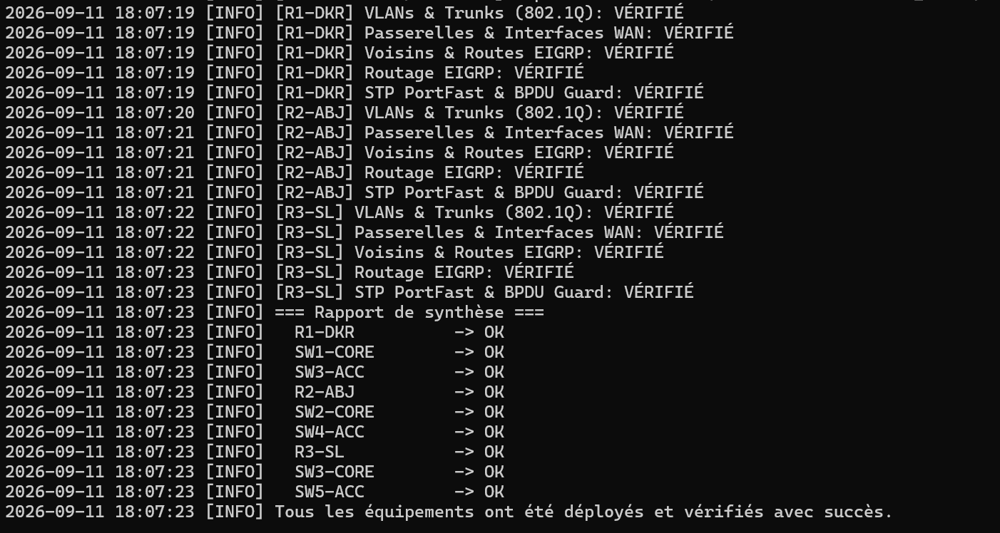 2026-09-11 18:07:19 [INFO] [R1-DKR] VLANs & Trunks (802.1Q): VÉRIFIÉ
2026-09-11 18:07:19 [INFO] [R1-DKR] Passerelles & Interfaces WAN: VÉRIFIÉ
2026-09-11 18:07:19 [INFO] [R1-DKR] Voisins & Routes EIGRP: VÉRIFIÉ
2026-09-11 18:07:19 [INFO] [R1-DKR] Routage EIGRP: VÉRIFIÉ
2026-09-11 18:07:19 [INFO] [R1-DKR] STP PortFast & BPDU Guard: VÉRIFIÉ
2026-09-11 18:07:20 [INFO] [R2-ABJ] VLANs & Trunks (802.1Q): VÉRIFIÉ
2026-09-11 18:07:21 [INFO] [R2-ABJ] Passerelles & Interfaces WAN: VÉRIFIÉ
2026-09-11 18:07:21 [INFO] [R2-ABJ] Voisins & Routes EIGRP: VÉRIFIÉ
2026-09-11 18:07:21 [INFO] [R2-ABJ] Routage EIGRP: VÉRIFIÉ
2026-09-11 18:07:21 [INFO] [R2-ABJ] STP PortFast & BPDU Guard: VÉRIFIÉ
2026-09-11 18:07:22 [INFO] [R3-SL] VLANs & Trunks (802.1Q): VÉRIFIÉ
2026-09-11 18:07:22 [INFO] [R3-SL] Passerelles & Interfaces WAN: VÉRIFIÉ
2026-09-11 18:07:22 [INFO] [R3-SL] Voisins & Routes EIGRP: VÉRIFIÉ
2026-09-11 18:07:23 [INFO] [R3-SL] Routage EIGRP: VÉRIFIÉ
2026-09-11 18:07:23 [INFO] [R3-SL] STP PortFast & BPDU Guard: VÉRIFIÉ
2026-09-11 18:07:23 [INFO] === Rapport de synthèse ===
2026-09-11 18:07:23 [INFO]   R1-DKR          -> OK
2026-09-11 18:07:23 [INFO]   SW1-CORE        -> OK
2026-09-11 18:07:23 [INFO]   SW3-ACC         -> OK
2026-09-11 18:07:23 [INFO]   R2-ABJ          -> OK
2026-09-11 18:07:23 [INFO]   SW2-CORE        -> OK
2026-09-11 18:07:23 [INFO]   SW4-ACC         -> OK
2026-09-11 18:07:23 [INFO]   R3-SL           -> OK
2026-09-11 18:07:23 [INFO]   SW3-CORE        -> OK
2026-09-11 18:07:23 [INFO]   SW5-ACC         -> OK
2026-09-11 18:07:23 [INFO] Tous les équipements ont été déployés et vérifiés avec succès.